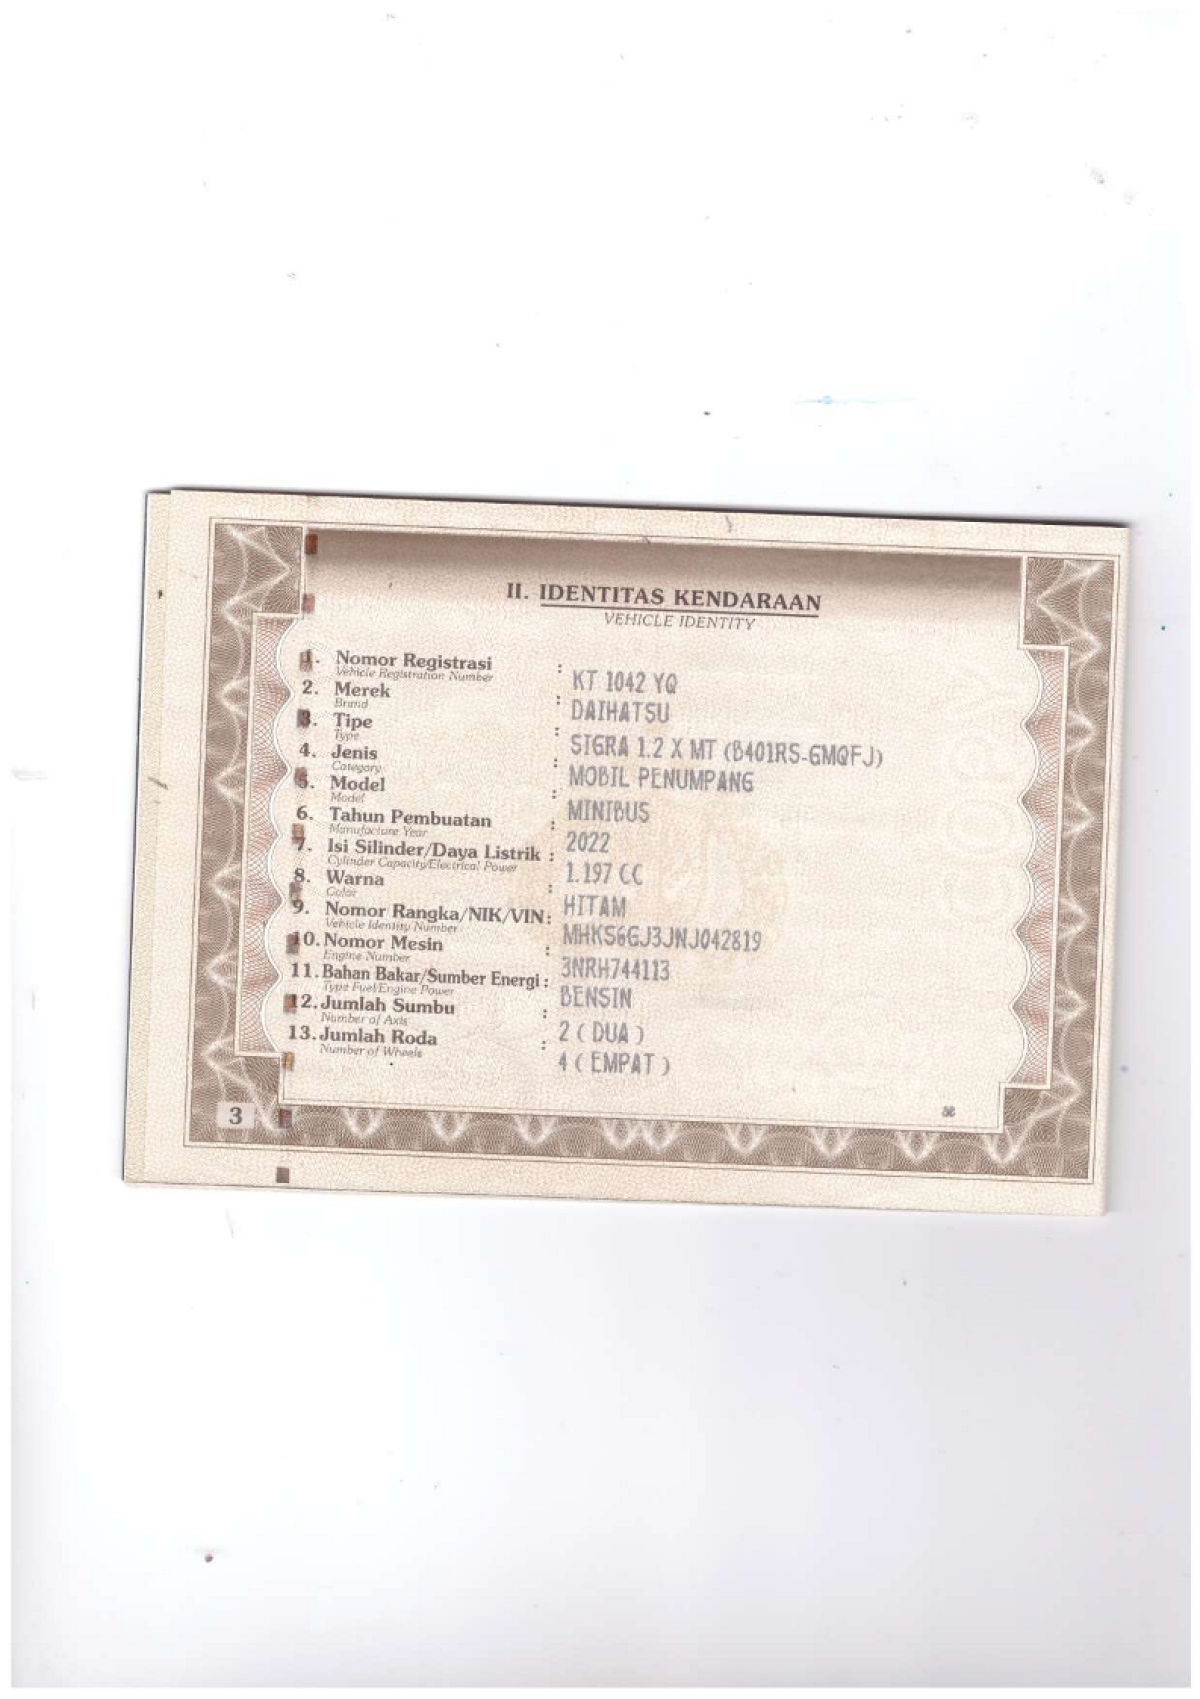 II. IDENTITAS KENDARAAN
VEHICLE IDENTITY
1. Nomor Registrasi : KT 1042 YQ
Vehicle Registration Number
2. Merek : DAIHATSU
Brand
3. Tipe : SIGRA 1.2 X MT (B401RS-GMQFJ)
Type
4. Jenis : MOBIL PENUMPANG
Category
5. Model : MINIBUS
Model
6. Tahun Pembuatan : 2022
Manufacture Year
7. Isi Silinder/Daya Listrik : 1.197 CC
Cylinder Capacity/Electrical Power
8. Warna : HITAM
Color
9. Nomor Rangka/NIK/VIN : MHKS6GJ3JNJ042819
Vehicle Identity Number
10. Nomor Mesin : 3NRH744113
Engine Number
11. Bahan Bakar/Sumber Energi : BENSIN
Type Fuel/Engine Power
12. Jumlah Sumbu : 2 ( DUA )
Number of Axis
13. Jumlah Roda : 4 ( EMPAT )
Number of Wheels
3